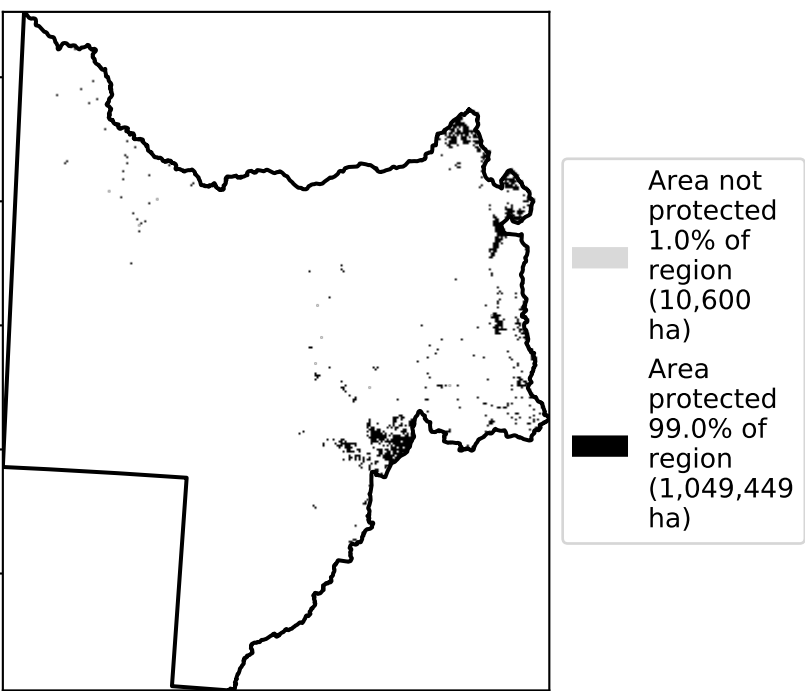 Area not
protected
1.0% of
region
(10,600
ha)
Area
protected
99.0% of
region
(1,049,449
ha)